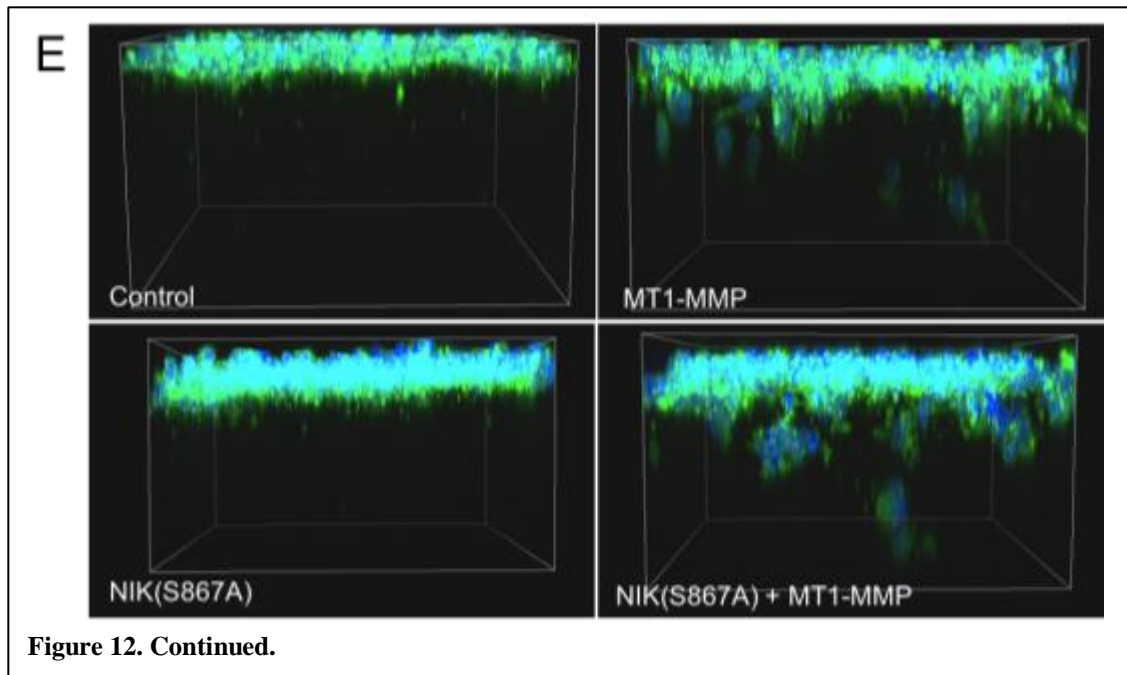 E
Control
MT1-MMP
NIK(S867A)
NIK(S867A) + MT1-MMP
Figure 12. Continued.